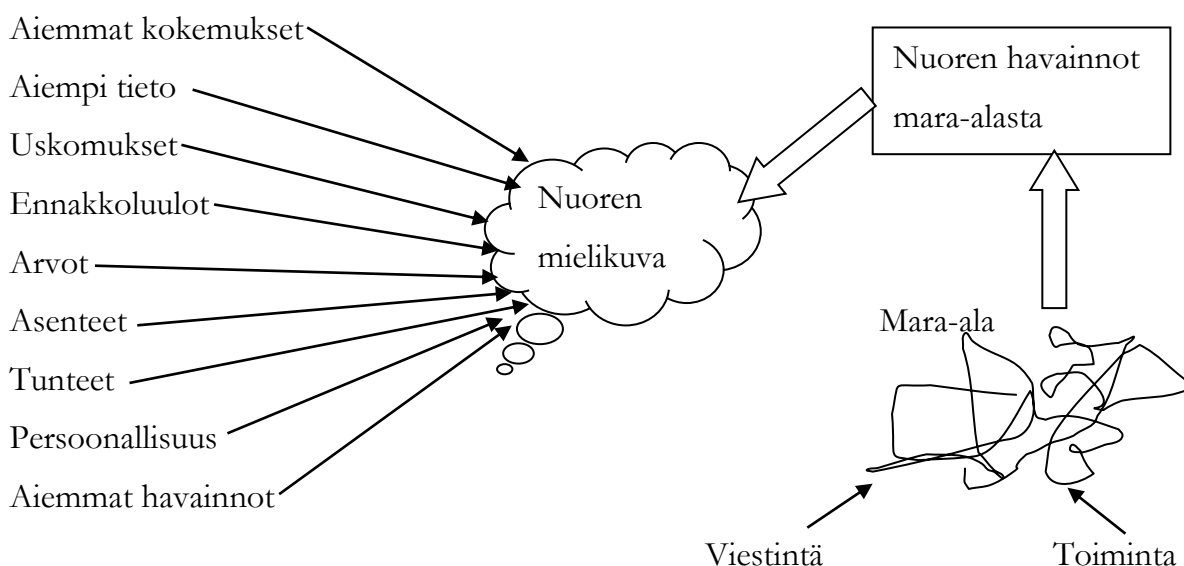 Aiemmat kokemukset
Aiempi tieto
Uskomukset
Ennakkoluulot
Arvot
Asenteet
Tunteet
Persoonallisuus
Aiemmat havainnot
Nuoren
mielikuva
Nuoren havainnot
mara-alasta
Mara-ala
Viestintä
Toiminta